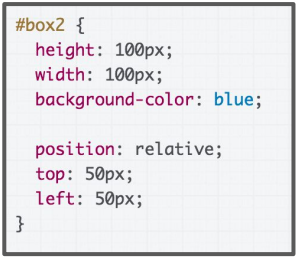 #box2 {
height: 100px;
width: 100px;
background-color: blue;
position: relative;
top: 50px;
left: 50px;
}